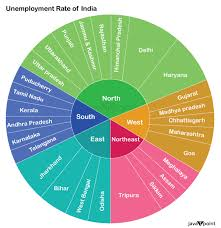 Unemployment Rate of India
North
West
Northeast
East
South
Delhi
Haryana
Gujarat
Madhya pradesh
Chhattisgarh
Maharashtra
Goa
Meghalaya
Assam
Sikkim
Tripura
Odisha
West Bangal
Bihar
Jharkhand
Telangana
Karnataka
Andhra Pradesh
Kerala
Tamil Nadu
Puducherry
Uttar pradesh
Uttarakhand
Punjab
Jammu & Kashmir
Rajasthan
Himachal Pradesh